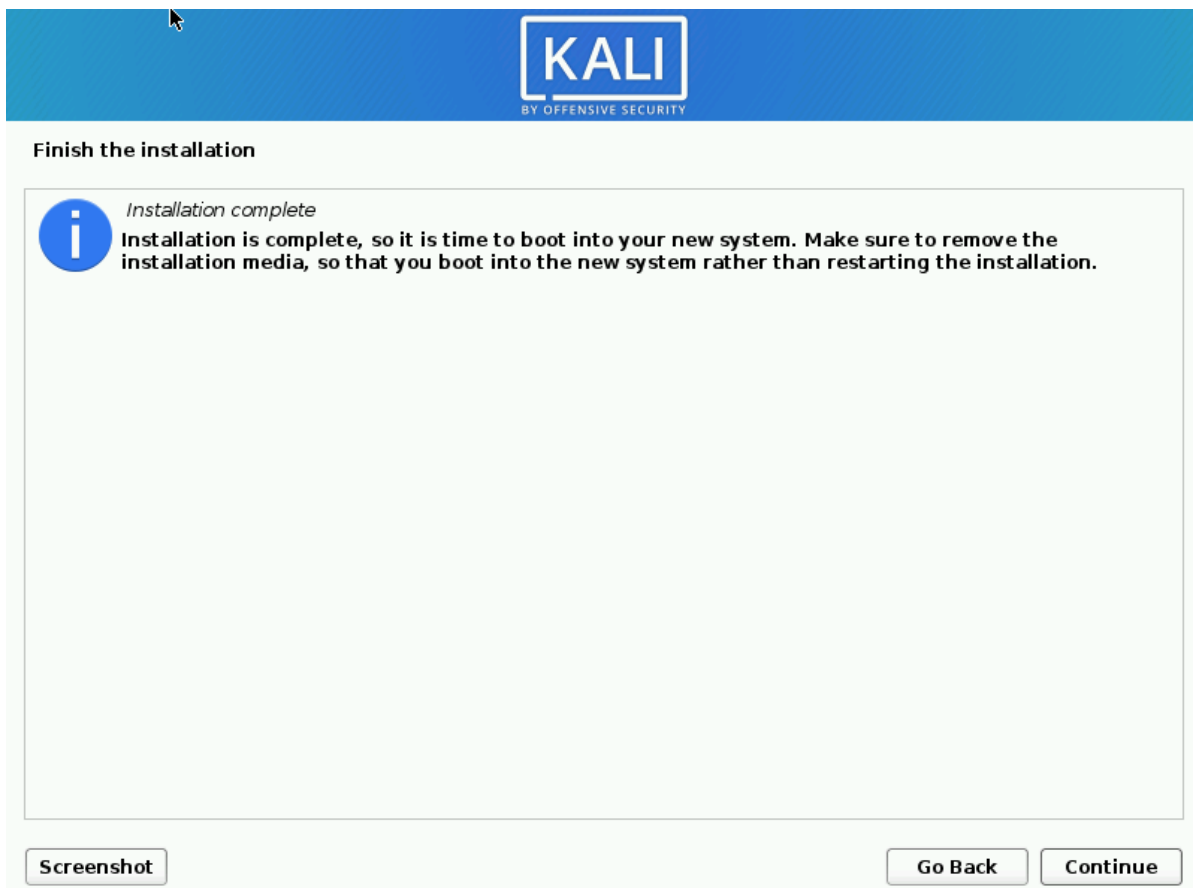 KALI
BY OFFENSIVE SECURITY
Finish the installation
Installation complete
Installation is complete, so it is time to boot into your new system. Make sure to remove the
installation media, so that you boot into the new system rather than restarting the installation.
Screenshot
Go Back
Continue